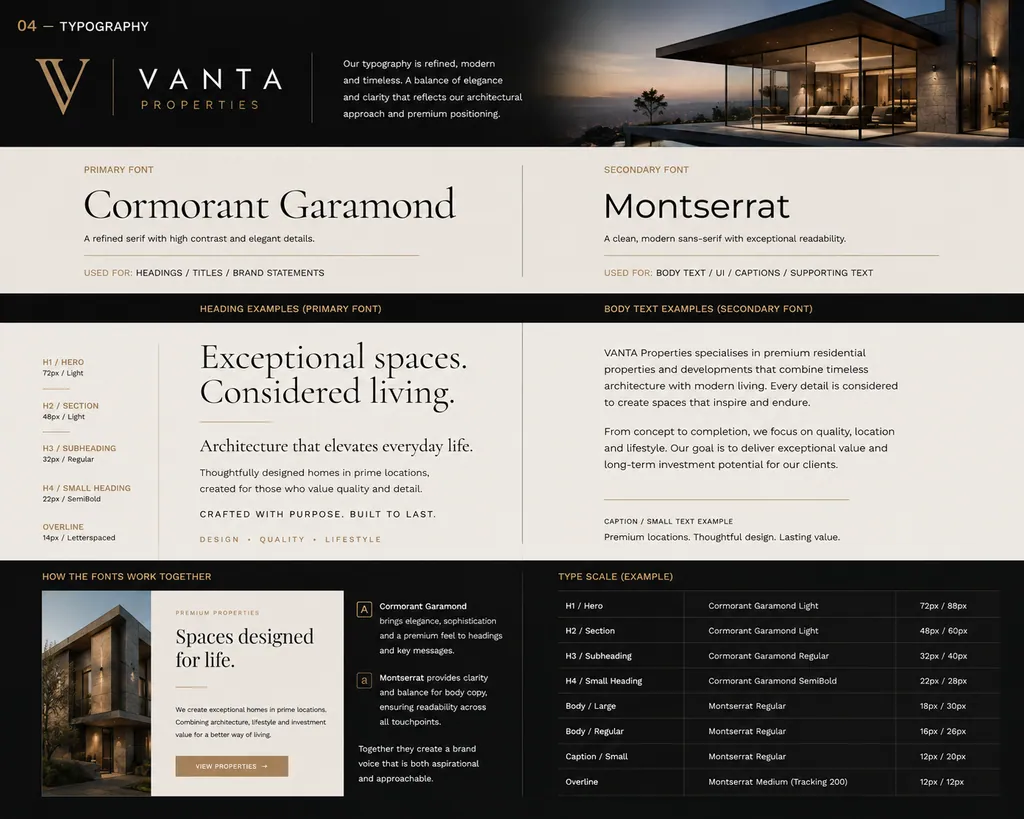 04 — TYPOGRAPHY
VANTA
PROPERTIES
Our typography is refined, modern
and timeless. A balance of elegance
and clarity that reflects our architectural
approach and premium positioning.
PRIMARY FONT
Cormorant Garamond
A refined serif with high contrast and elegant details.
USED FOR: HEADINGS / TITLES / BRAND STATEMENTS
SECONDARY FONT
Montserrat
A clean, modern sans-serif with exceptional readability.
USED FOR: BODY TEXT / UI / CAPTIONS / SUPPORTING TEXT
HEADING EXAMPLES (PRIMARY FONT)
H1 / HERO
72px / Light
H2 / SECTION
48px / Light
H3 / SUBHEADING
32px / Regular
H4 / SMALL HEADING
22px / SemiBold
OVERLINE
14px / Letterspaced
Exceptional spaces.
Considered living.
Architecture that elevates everyday life.
Thoughtfully designed homes in prime locations,
created for those who value quality and detail.
CRAFTED WITH PURPOSE. BUILT TO LAST.
DESIGN • QUALITY • LIFESTYLE
BODY TEXT EXAMPLES (SECONDARY FONT)
VANTA Properties specialises in premium residential
properties and developments that combine timeless
architecture with modern living. Every detail is considered
to create spaces that inspire and endure.
From concept to completion, we focus on quality, location
and lifestyle. Our goal is to deliver exceptional value and
long-term investment potential for our clients.
CAPTION / SMALL TEXT EXAMPLE
Premium locations. Thoughtful design. Lasting value.
HOW THE FONTS WORK TOGETHER
PREMIUM PROPERTIES
Spaces designed
for life.
We create exceptional homes in prime locations.
Combining architecture, lifestyle and investment
value for a better way of living.
VIEW PROPERTIES →
A
Cormorant Garamond
brings elegance, sophistication
and a premium feel to headings
and key messages.
a
Montserrat provides clarity
and balance for body copy,
ensuring readability across
all touchpoints.
Together they create a brand
voice that is both aspirational
and approachable.
TYPE SCALE (EXAMPLE)
H1 / Hero Cormorant Garamond Light 72px / 88px
H2 / Section Cormorant Garamond Light 48px / 60px
H3 / Subheading Cormorant Garamond Regular 32px / 40px
H4 / Small Heading Cormorant Garamond SemiBold 22px / 28px
Body / Large Montserrat Regular 18px / 30px
Body / Regular Montserrat Regular 16px / 26px
Caption / Small Montserrat Regular 12px / 20px
Overline Montserrat Medium (Tracking 200) 12px / 12px